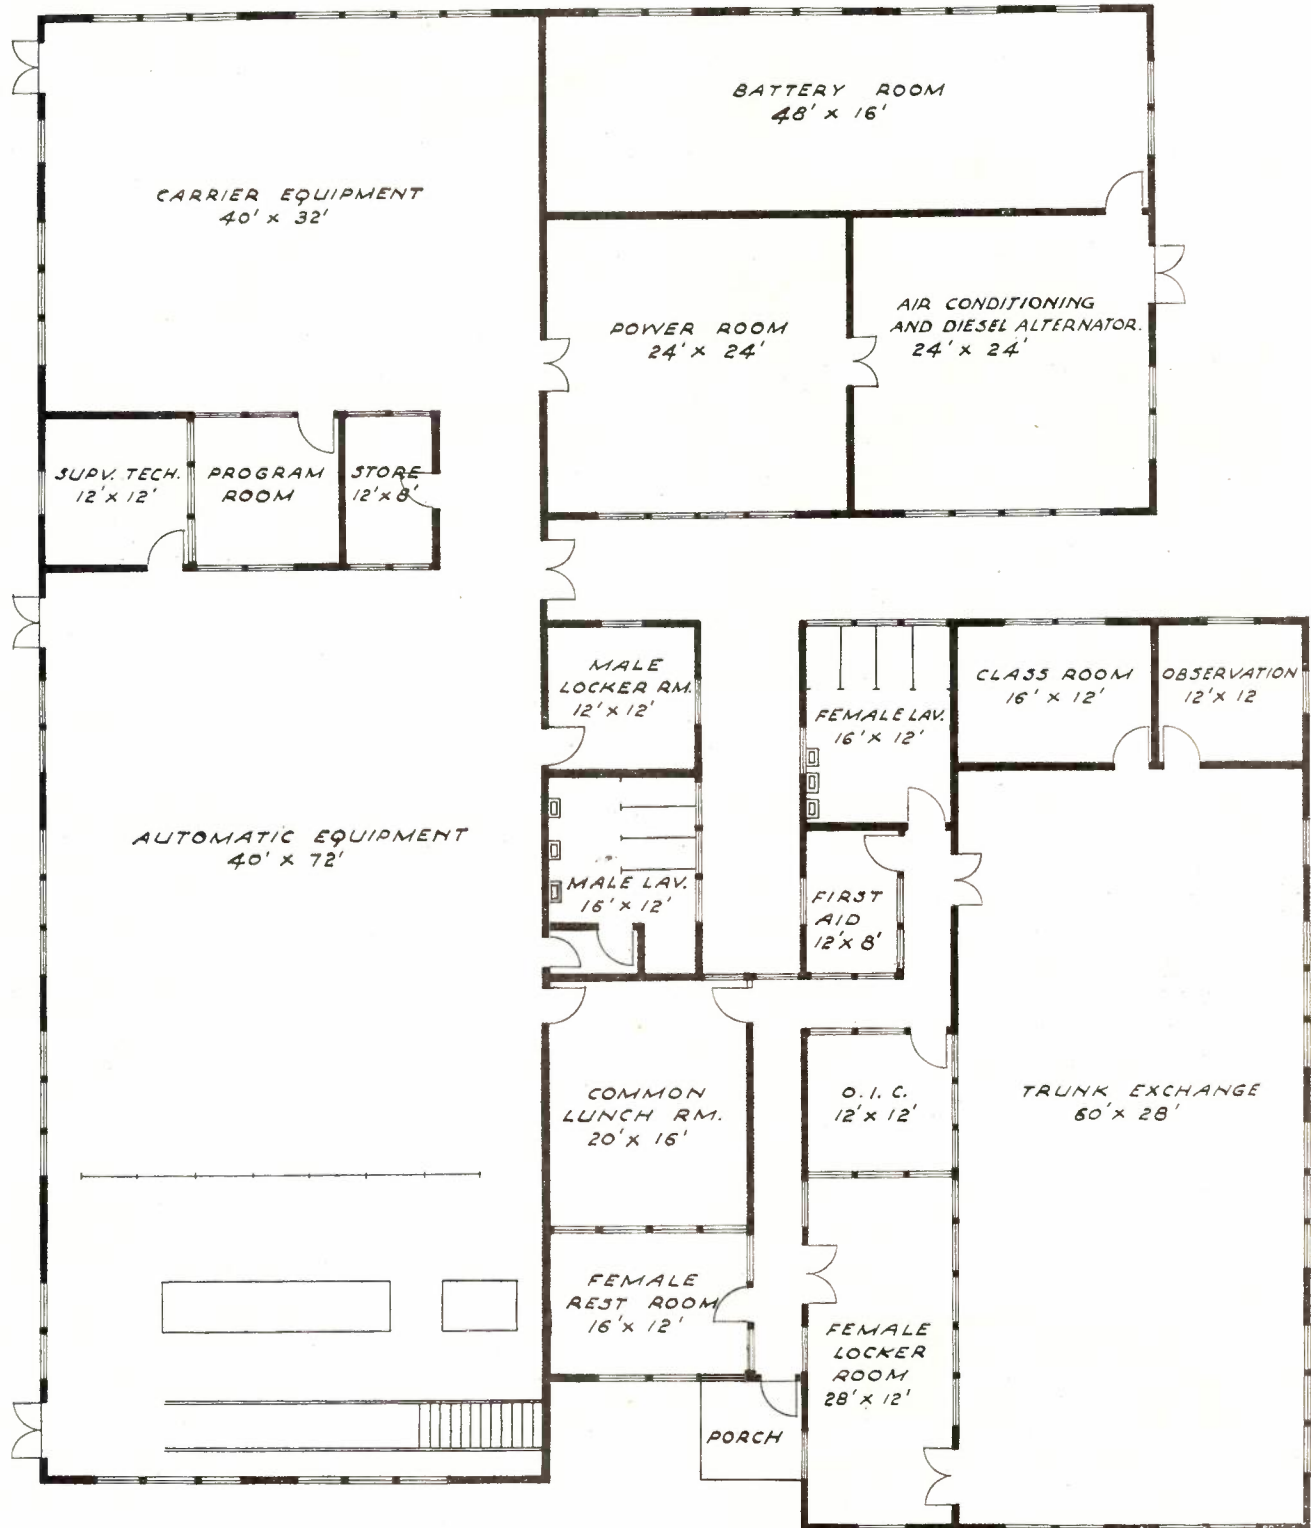 BATTERY ROOM
48' x 16'
CARRIER EQUIPMENT
40' x 32'
POWER ROOM
24' x 24'
AIR CONDITIONING
AND DIESEL ALTERNATOR.
24' x 24'
SUPV. TECH.
12' x 12'
PROGRAM
ROOM
STORE
12' x 8'
MALE
LOCKER RM.
12' x 12'
FEMALE LAV.
16' x 12'
CLASS ROOM
16' x 12'
OBSERVATION
12' x 12
AUTOMATIC EQUIPMENT
40' x 72'
MALE LAV.
16' x 12'
FIRST
AID
12' x 8'
COMMON
LUNCH RM.
20' x 16'
O.I.C.
12' x 12'
TRUNK EXCHANGE
60' x 28'
FEMALE
REST ROOM
16' x 12'
FEMALE
LOCKER
ROOM
28' x 12'
PORCH